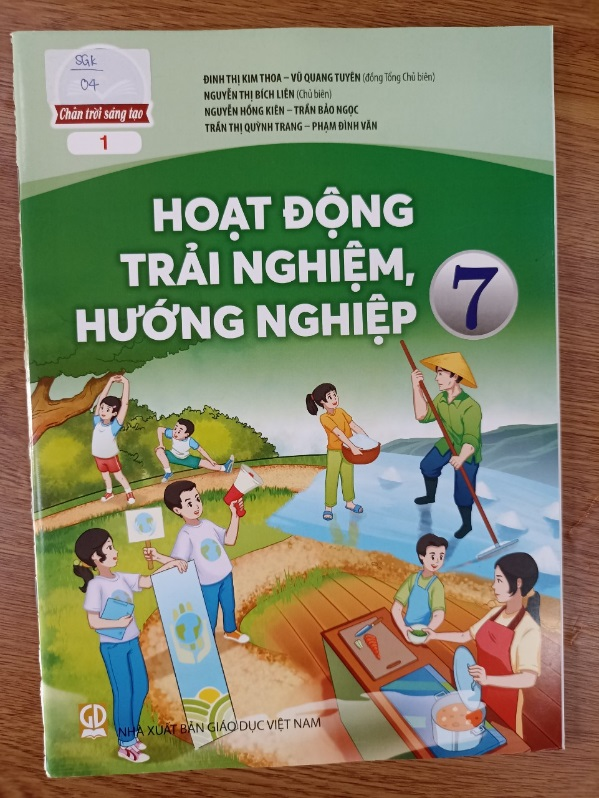 SGK
04
Chân trời sáng tạo
1
ĐINH THỊ KIM THOA – VŨ QUANG TUYÊN (đồng Tổng Chủ biên)
NGUYỄN THỊ BÍCH LIÊN (Chủ biên)
NGUYỄN HỒNG KIÊN – TRẦN BẢO NGỌC
TRẦN THỊ QUỲNH TRANG – PHẠM ĐÌNH VĂN
HOẠT ĐỘNG
TRẢI NGHIỆM,
HƯỚNG NGHIỆP
7
GD
NHÀ XUẤT BẢN GIÁO DỤC VIỆT NAM